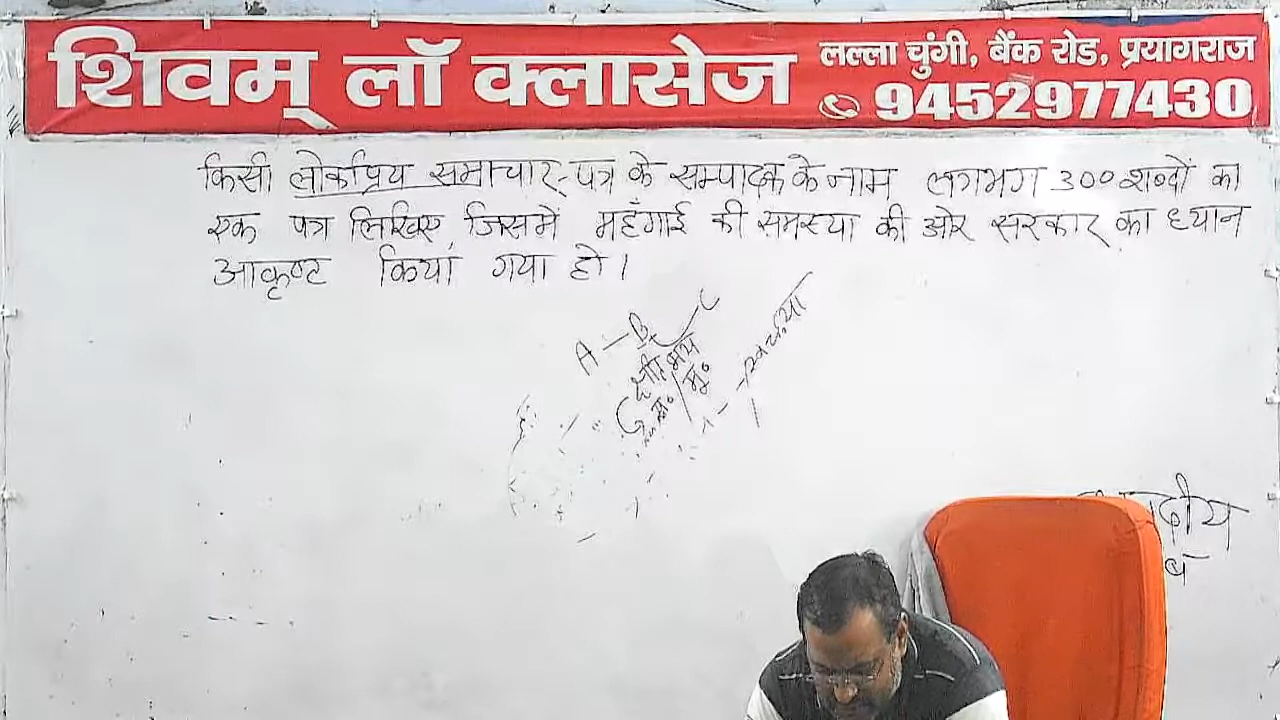 शिवम् लॉ क्लासेज
लल्ला चुंगी, बैंक रोड, प्रयागराज
9452977430
किसी लोकप्रिय समाचार-पत्र के सम्पादक के नाम लगभग 300 शब्दों का
एक पत्र लिखिए जिसमें महँगाई की समस्या की ओर सरकार का ध्यान
आकृष्ट किया गया हो।
A - B - C